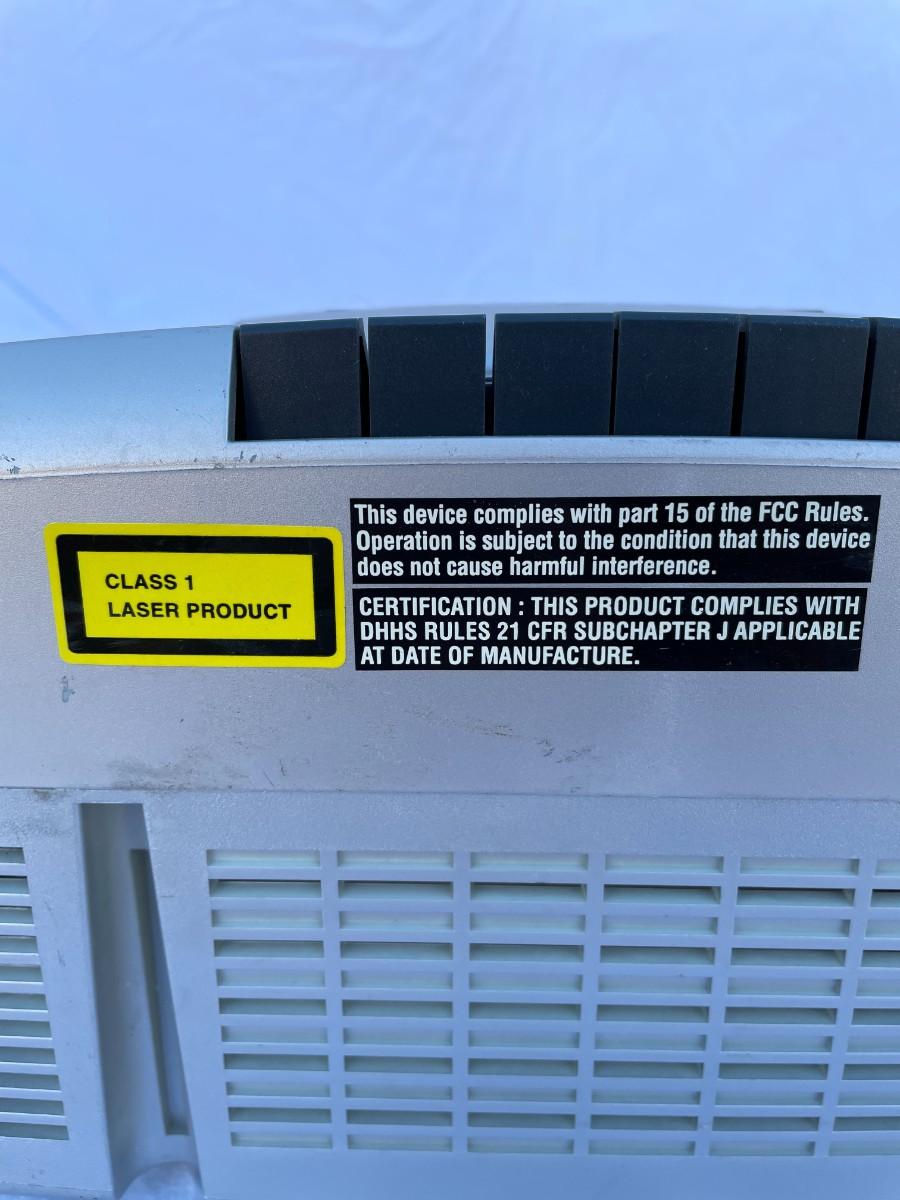 CLASS 1
LASER PRODUCT
This device complies with part 15 of the FCC Rules.
Operation is subject to the condition that this device
does not cause harmful interference.
CERTIFICATION : THIS PRODUCT COMPLIES WITH
DHHS RULES 21 CFR SUBCHAPTER J APPLICABLE
AT DATE OF MANUFACTURE.